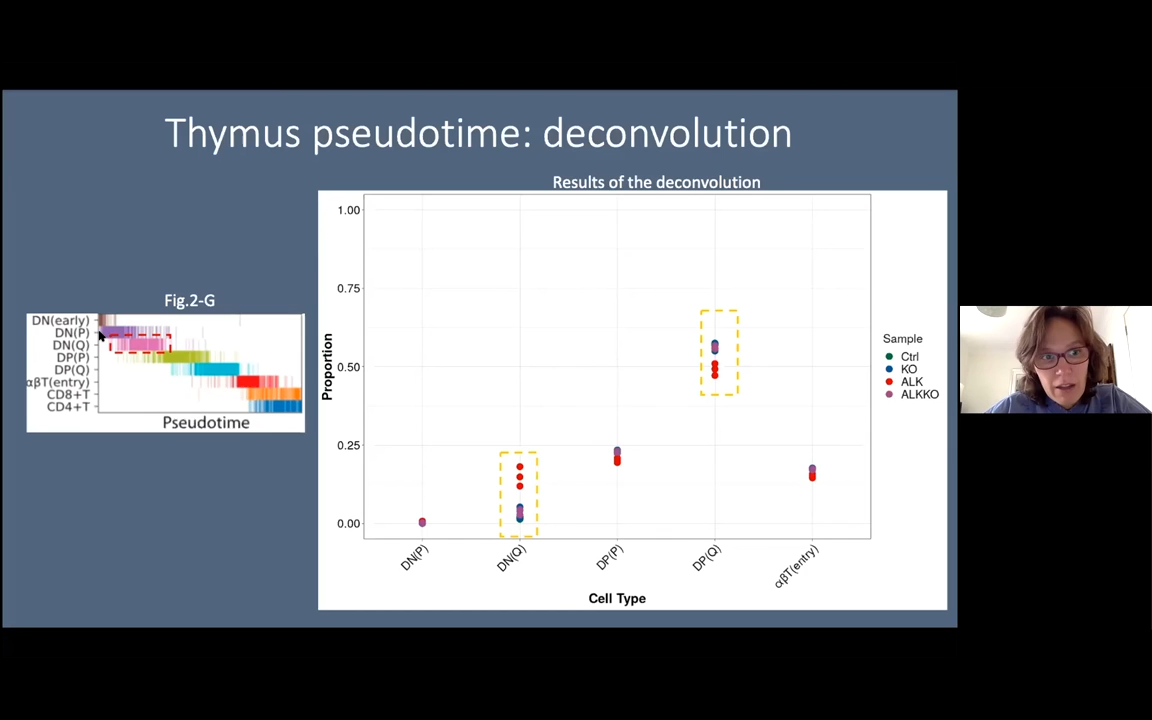 Thymus pseudotime: deconvolution
Results of the deconvolution
Fig.2-G
DN(early)
DN(P)
DN(Q)
DP(P)
DP(Q)
αβT(entry)
CD8+T
CD4+T
Pseudotime
1.00
0.75
0.50
0.25
0.00
Proportion
DN(P)
DN(Q)
DP(P)
DP(Q)
αβT(entry)
Cell Type
Sample
Ctrl
KO
ALK
ALKKO